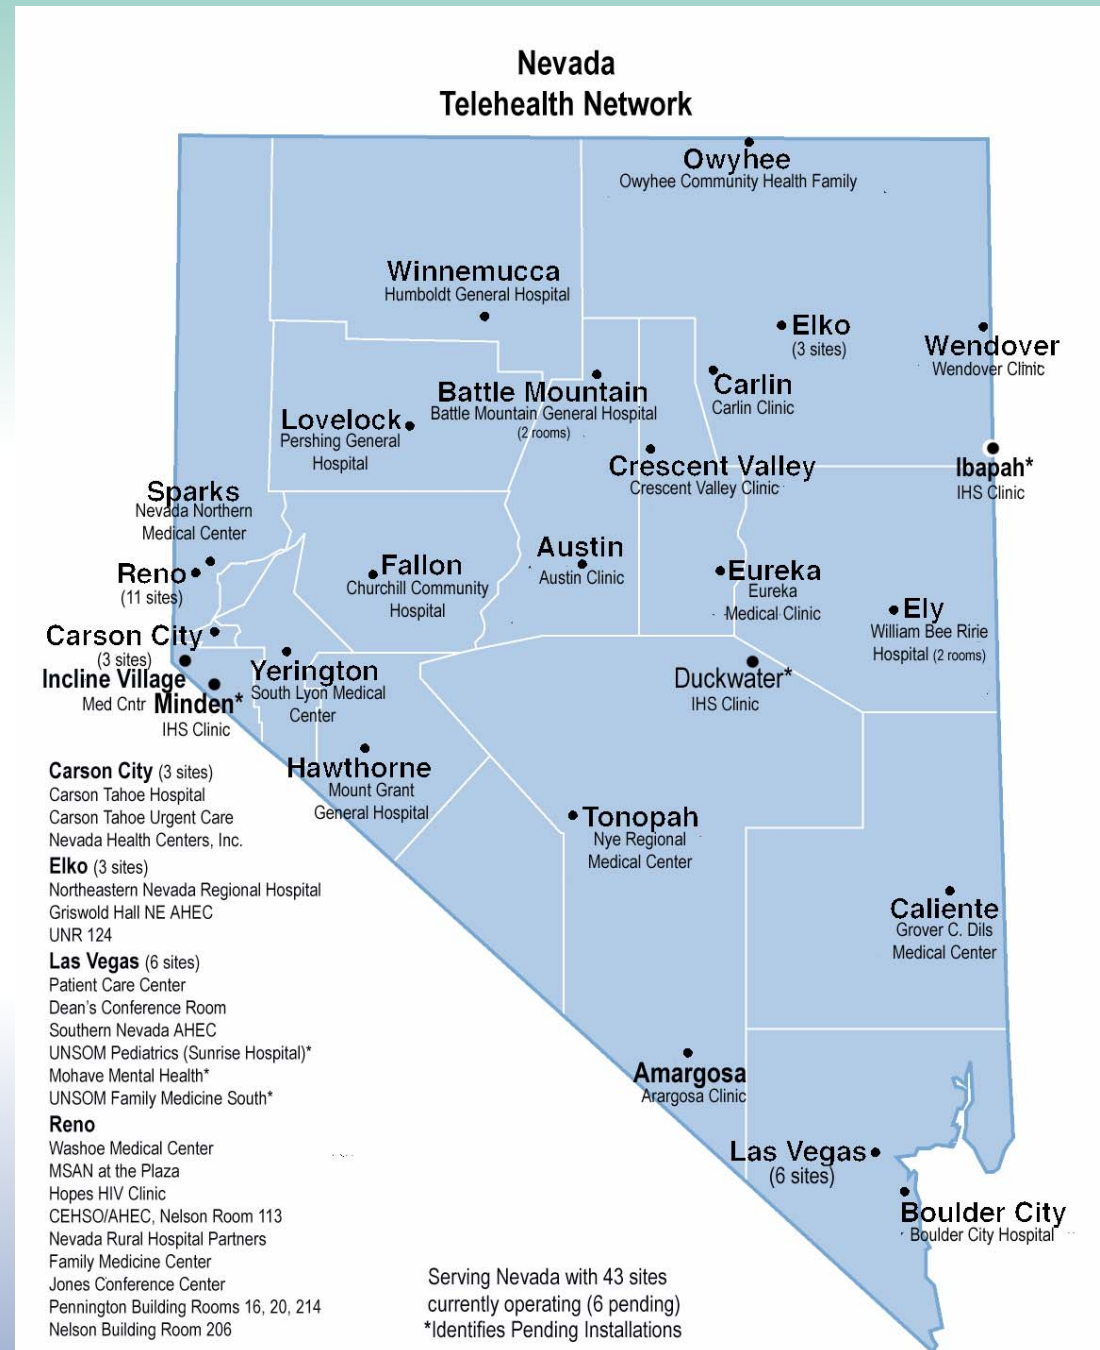 Nevada
Telehealth Network
Owyhee
Owyhee Community Health Family
Winnemucca
Humboldt General Hospital
Elko
(3 sites)
Wendover
Wendover Clinic
Battle Mountain
Battle Mountain General Hospital
(2 rooms)
Carlin
Carlin Clinic
Lovelock
Pershing General
Hospital
Crescent Valley
Crescent Valley Clinic
Ibapah*
IHS Clinic
Sparks
Nevada Northern
Medical Center
Reno
(11 sites)
Fallon
Churchill Community
Hospital
Austin
Austin Clinic
Eureka
Eureka
Medical Clinic
Ely
William Bee Ririe
Hospital (2 rooms)
Carson City
(3 sites)
Incline Village
Med Cntr
Minden*
IHS Clinic
Yerington
South Lyon Medical
Center
Duckwater*
IHS Clinic
Hawthorne
Mount Grant
General Hospital
Tonopah
Nye Regional
Medical Center
Caliente
Grover C. Dils
Medical Center
Amargosa
Arargosa Clinic
Las Vegas
(6 sites)
Boulder City
Boulder City Hospital
Carson City (3 sites)
Carson Tahoe Hospital
Carson Tahoe Urgent Care
Nevada Health Centers, Inc.
Elko (3 sites)
Northeastern Nevada Regional Hospital
Griswold Hall NE AHEC
UNR 124
Las Vegas (6 sites)
Patient Care Center
Dean's Conference Room
Southern Nevada AHEC
UNSOM Pediatrics (Sunrise Hospital)*
Mohave Mental Health*
UNSOM Family Medicine South*
Reno
Washoe Medical Center
MSAN at the Plaza
Hopes HIV Clinic
CEHSO/AHEC, Nelson Room 113
Nevada Rural Hospital Partners
Family Medicine Center
Jones Conference Center
Pennington Building Rooms 16, 20, 214
Nelson Building Room 206
Serving Nevada with 43 sites
currently operating (6 pending)
*Identifies Pending Installations